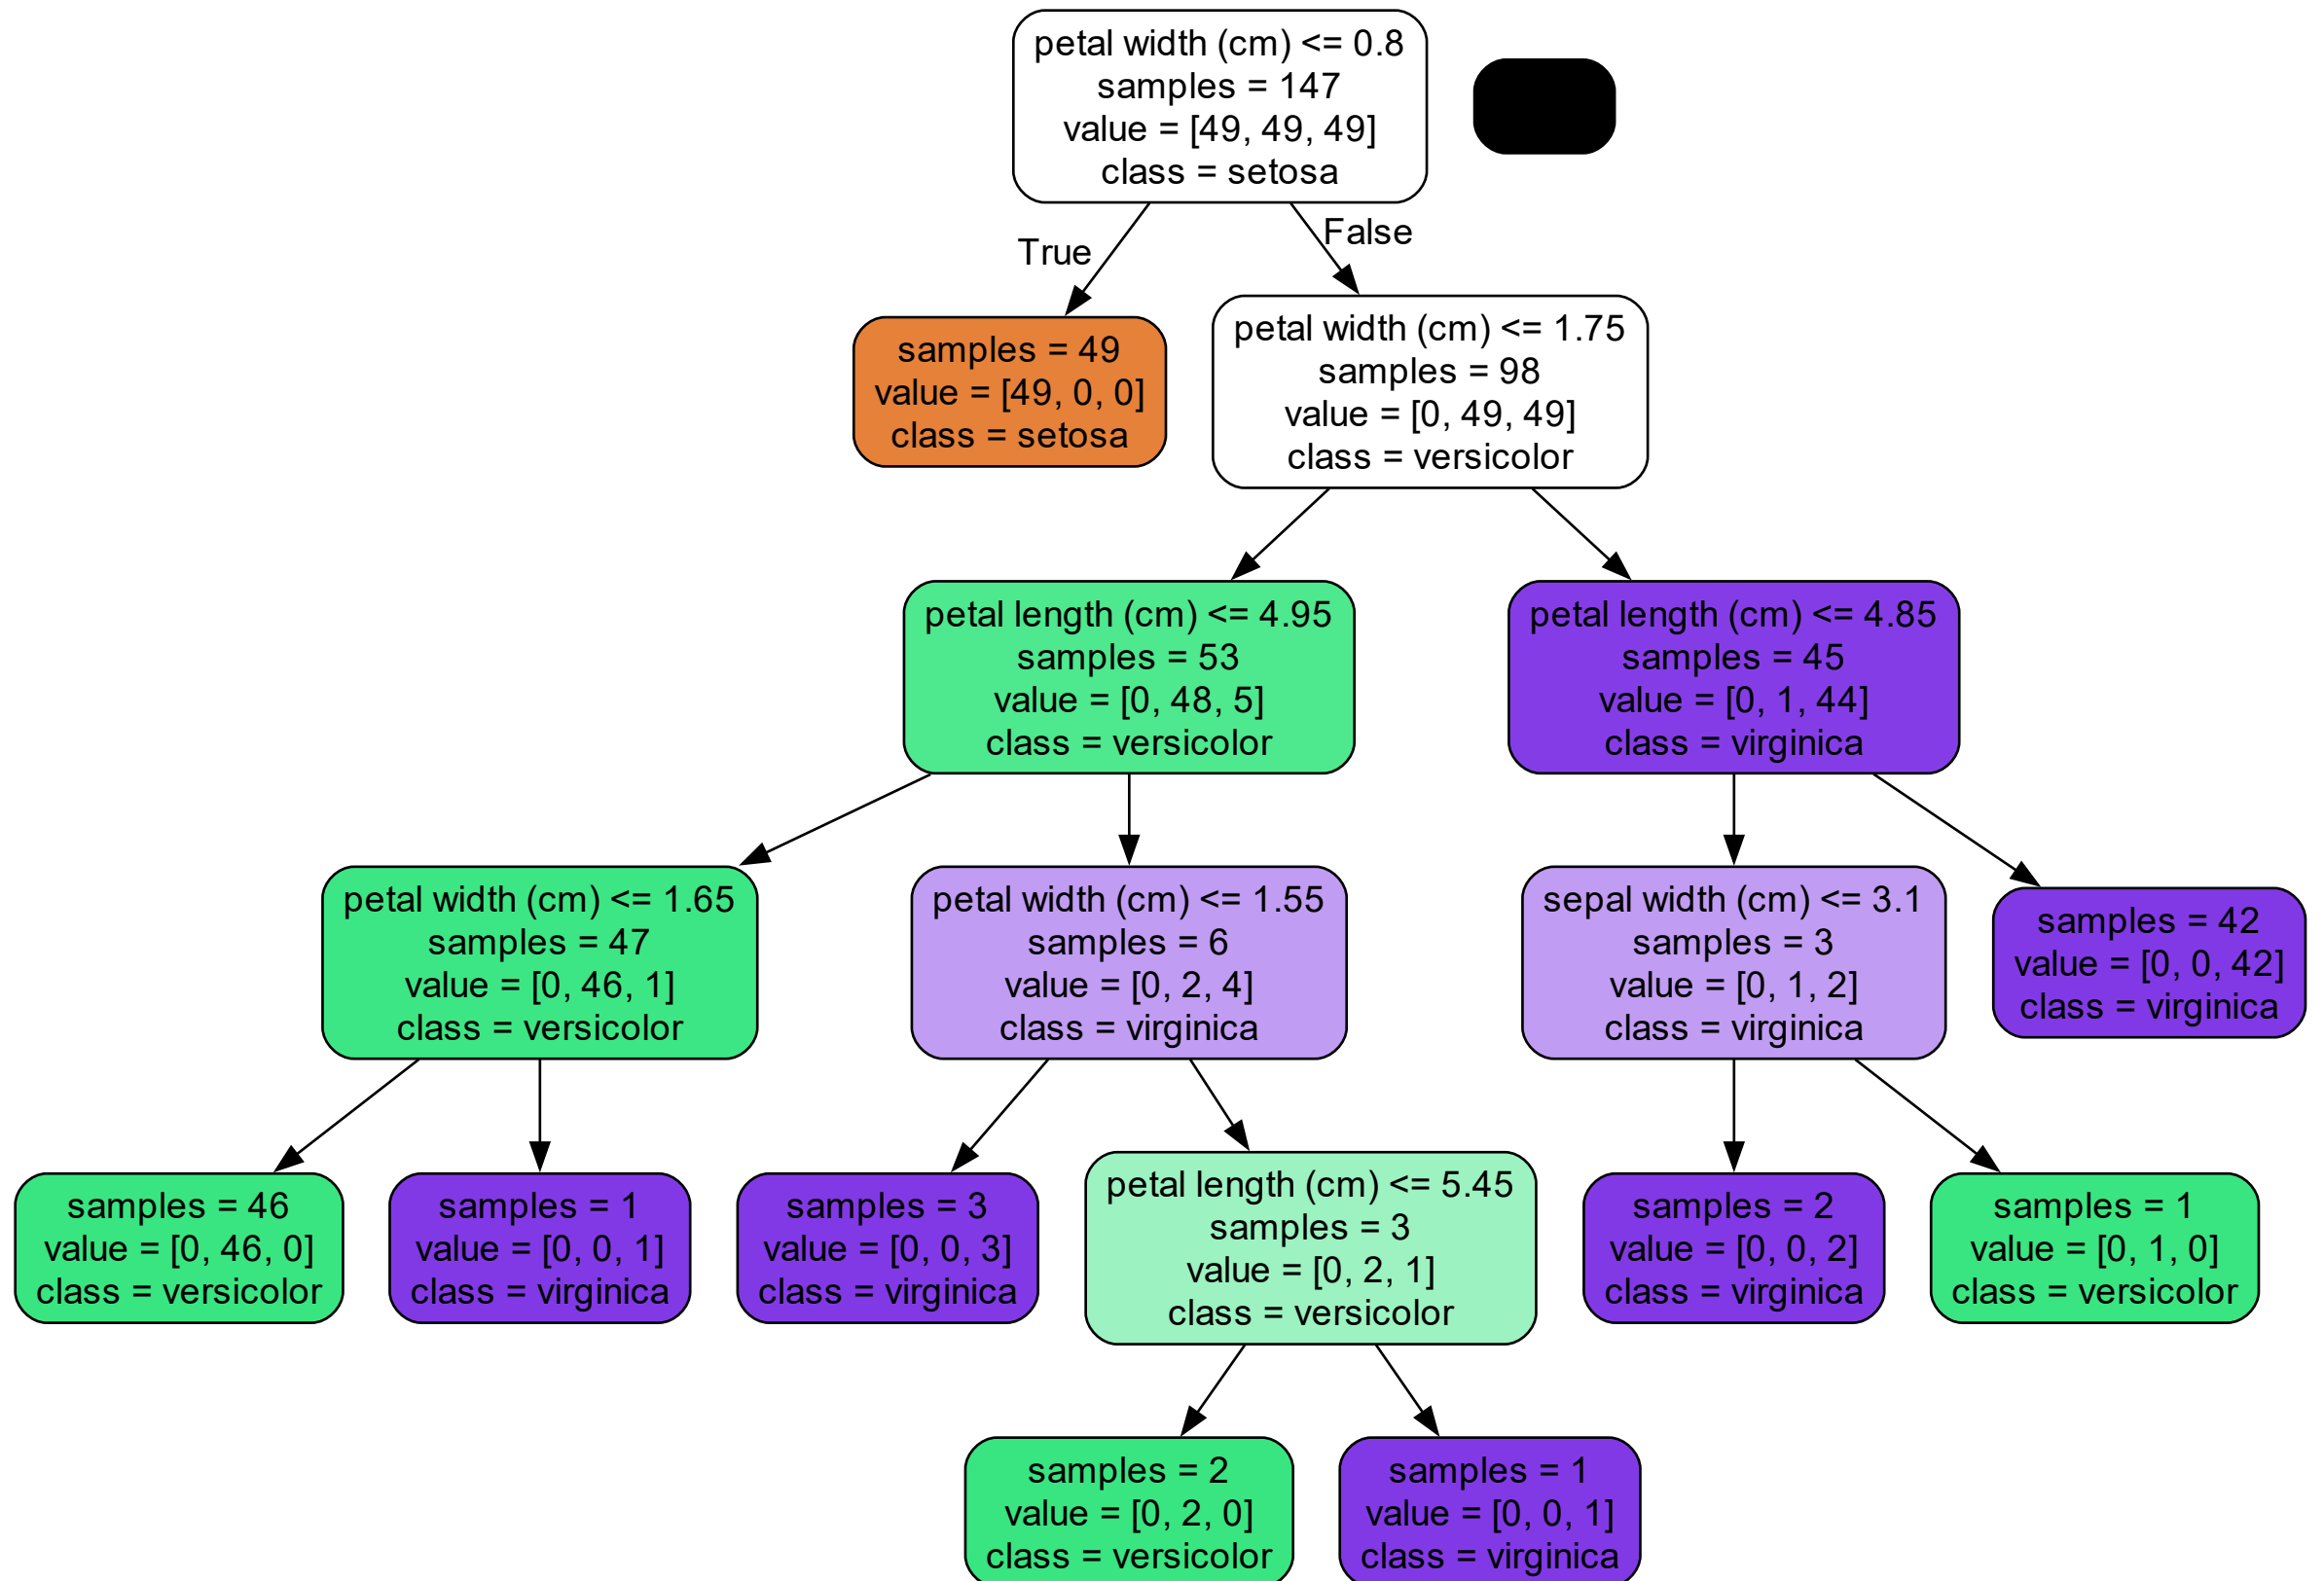 petal width (cm) <= 0.8
samples = 147
value = [49, 49, 49]
class = setosa
True
False
samples = 49
value = [49, 0, 0]
class = setosa
petal width (cm) <= 1.75
samples = 98
value = [0, 49, 49]
class = versicolor
petal length (cm) <= 4.95
samples = 53
value = [0, 48, 5]
class = versicolor
petal length (cm) <= 4.85
samples = 45
value = [0, 1, 44]
class = virginica
petal width (cm) <= 1.65
samples = 47
value = [0, 46, 1]
class = versicolor
petal width (cm) <= 1.55
samples = 6
value = [0, 2, 4]
class = virginica
sepal width (cm) <= 3.1
samples = 3
value = [0, 1, 2]
class = virginica
samples = 42
value = [0, 0, 42]
class = virginica
samples = 46
value = [0, 46, 0]
class = versicolor
samples = 1
value = [0, 0, 1]
class = virginica
samples = 3
value = [0, 0, 3]
class = virginica
petal length (cm) <= 5.45
samples = 3
value = [0, 2, 1]
class = versicolor
samples = 2
value = [0, 0, 2]
class = virginica
samples = 1
value = [0, 1, 0]
class = versicolor
samples = 2
value = [0, 2, 0]
class = versicolor
samples = 1
value = [0, 0, 1]
class = virginica